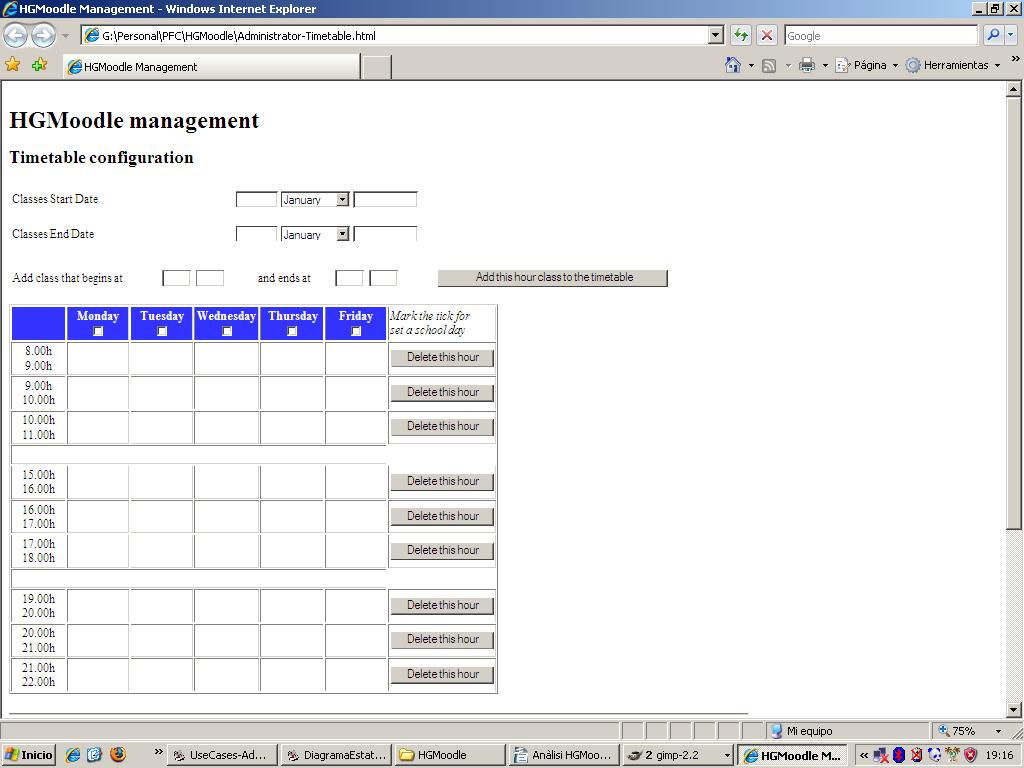 HGMoodle Management - Windows Internet Explorer
G:\Personal\PFC\HGMoodle\Administrator-Timetable.html
Google
HGMoodle Management
Página
Herramientas
»
HGMoodle management
Timetable configuration
Classes Start Date January
Classes End Date January
Add class that begins at and ends at Add this hour class to the timetable
Monday Tuesday Wednesday Thursday Friday Mark the tick for
set a school day
8.00h
9.00h
Delete this hour
9.00h
10.00h
Delete this hour
10.00h
11.00h
Delete this hour
15.00h
16.00h
Delete this hour
16.00h
17.00h
Delete this hour
17.00h
18.00h
Delete this hour
19.00h
20.00h
Delete this hour
20.00h
21.00h
Delete this hour
21.00h
22.00h
Delete this hour
Mi equipo 75%
Inicio » UseCases-Ad... DiagramaEstat... HGMoodle Anàlisi HGMoo... 2 gimp-2.2 HGMoodle M... « 19:16